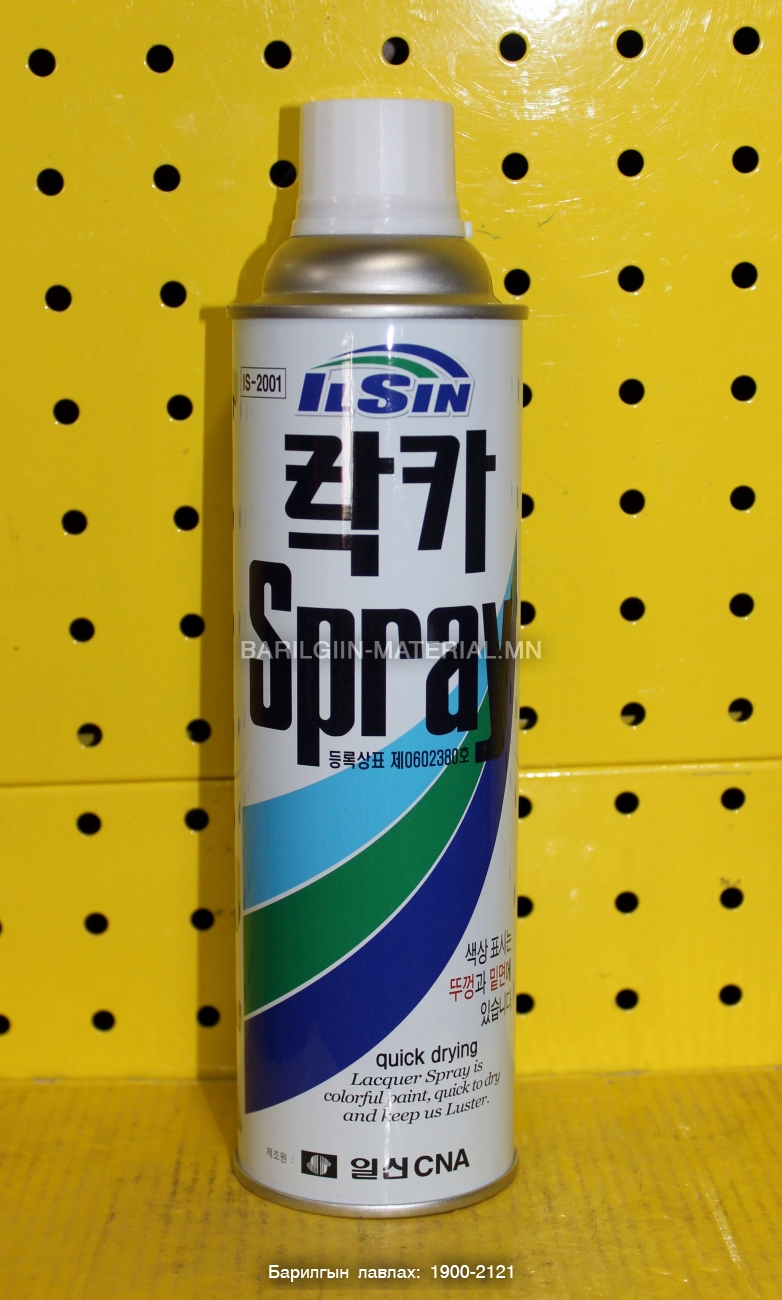 IS-2001
ILSIN
락카
Spray
BARILGIIN-MATERIAL.MN
등록상표 제0602380호
색상 표시는
뚜껑과 밑면에
있습니다
quick drying
Lacquer Spray is
colorful paint, quick to dry
and keep us Luster.
제조원 :
일신 CNA
Барилгын лавлах: 1900-2121